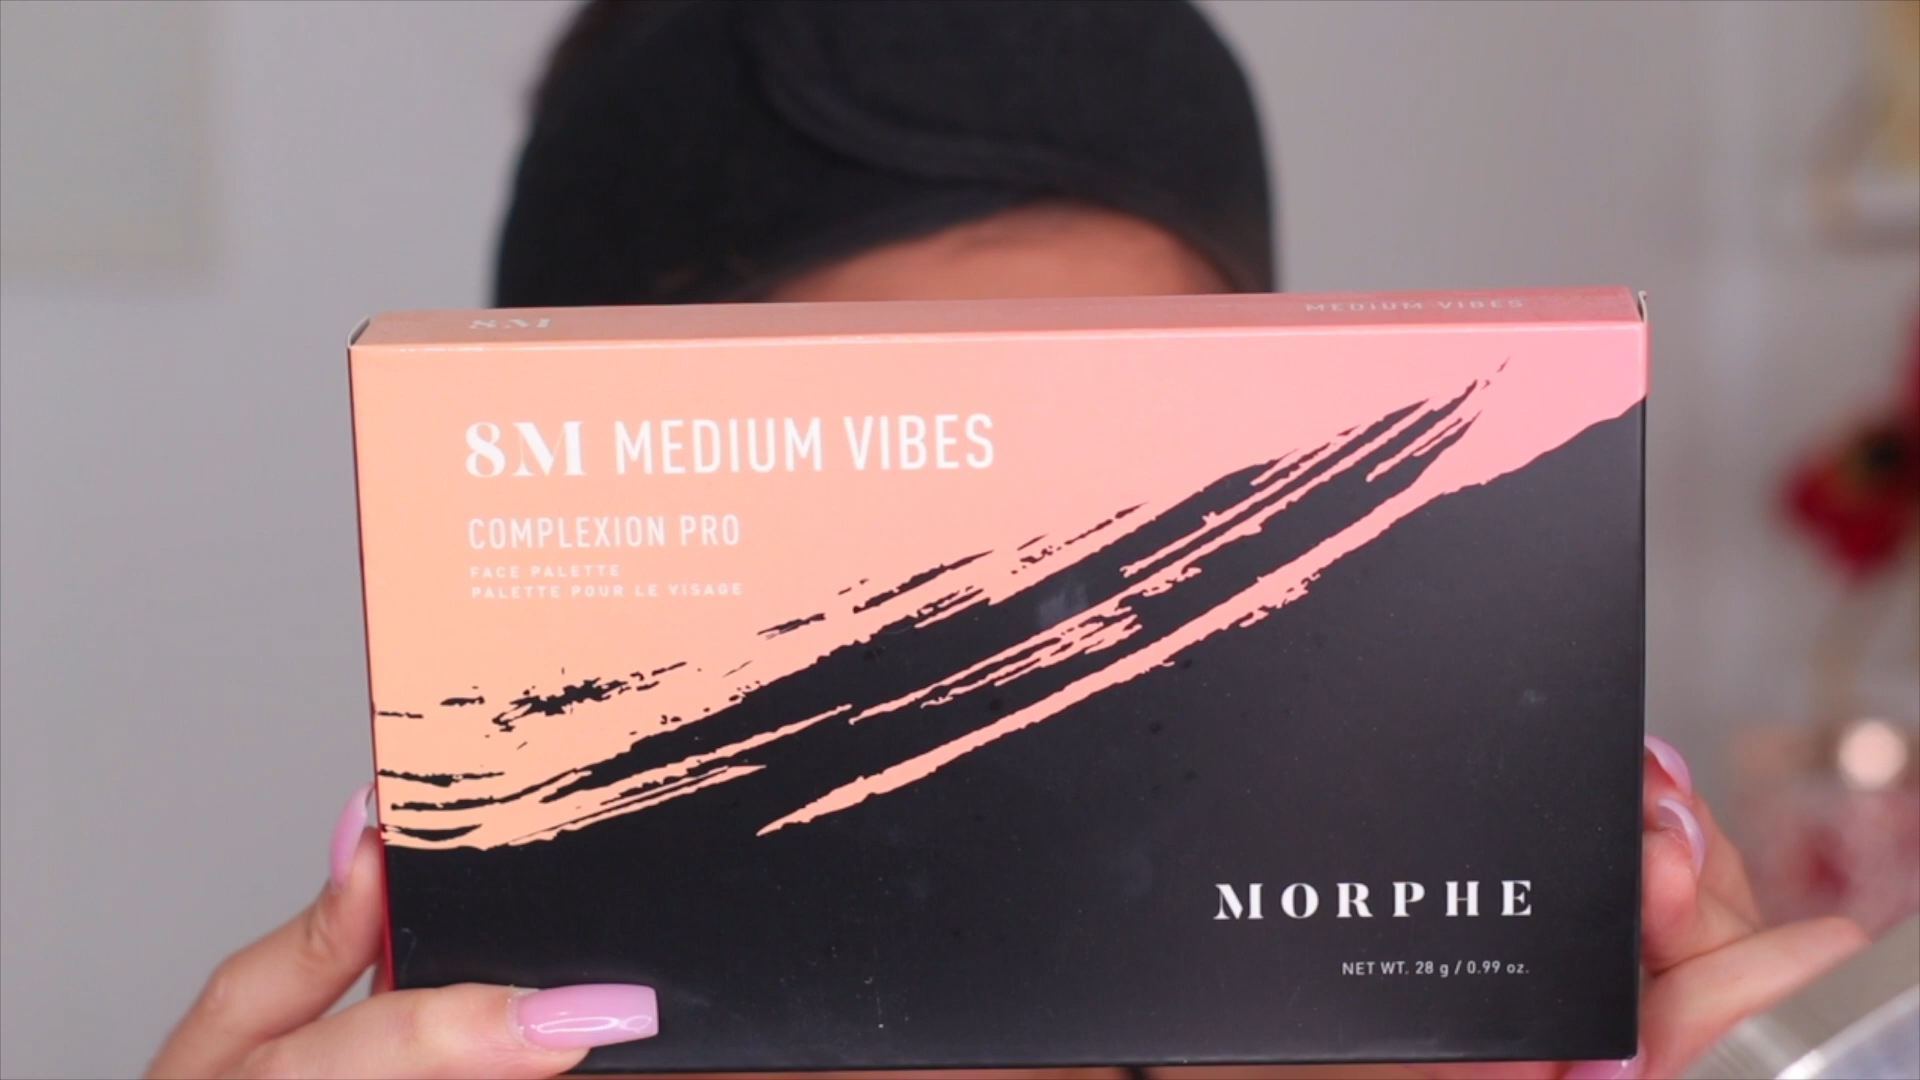 8M MEDIUM VIBES
8M MEDIUM VIBES
COMPLEXION PRO
FACE PALETTE
PALETTE POUR LE VISAGE
MORPHE
NET WT. 28 g / 0.99 oz.